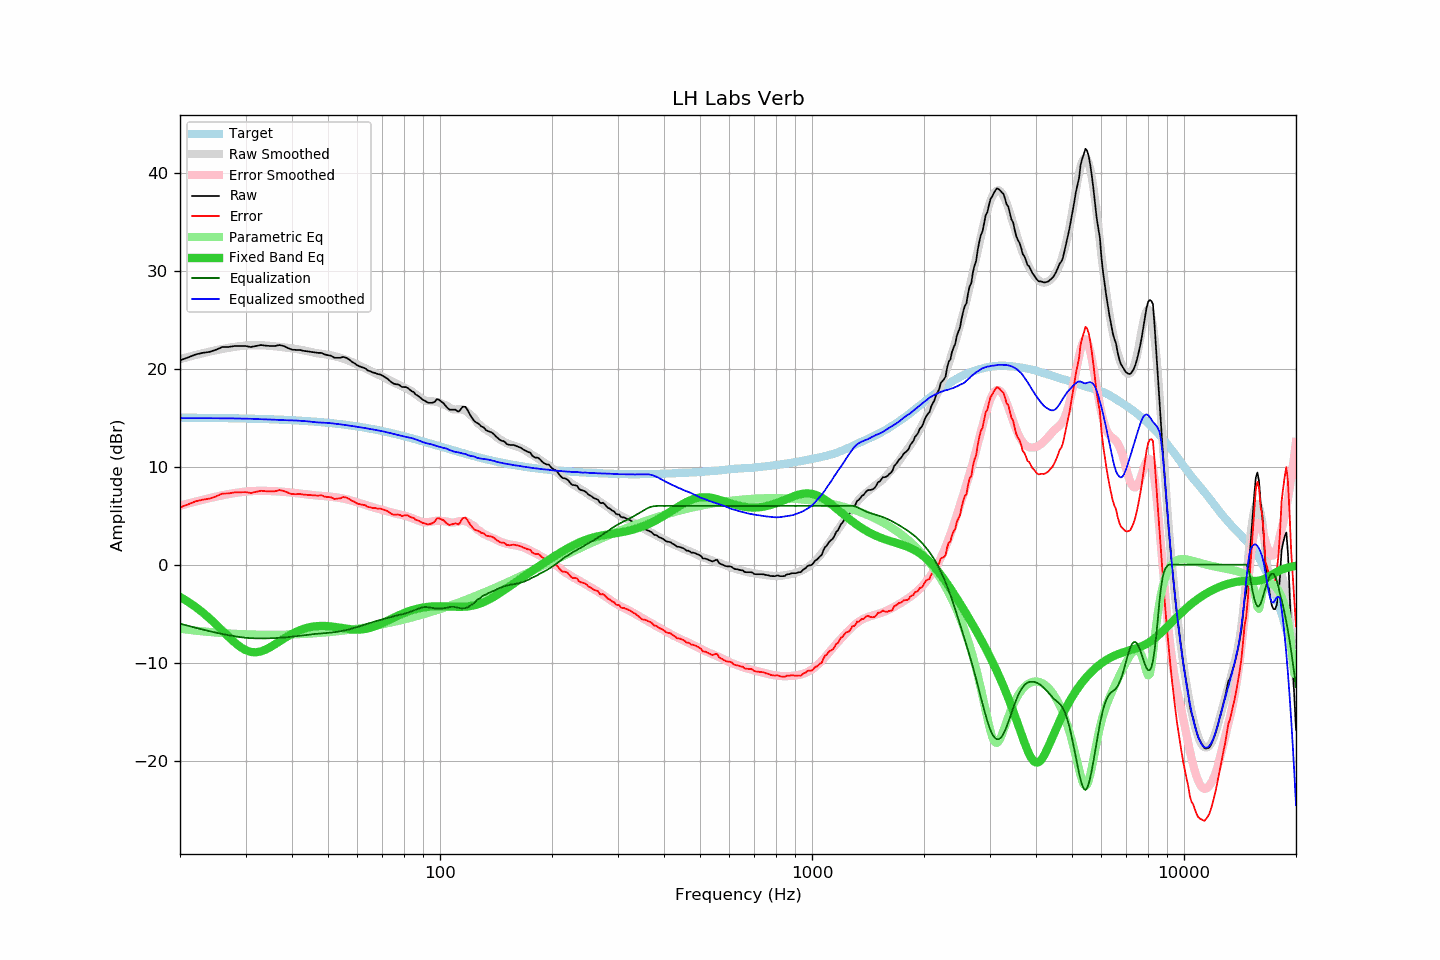 LH Labs Verb
Target
Raw Smoothed
Error Smoothed
Raw
Error
Parametric Eq
Fixed Band Eq
Equalization
Equalized smoothed
40
30
20
10
0
−10
−20
Amplitude (dBr)
100
1000
10000
Frequency (Hz)